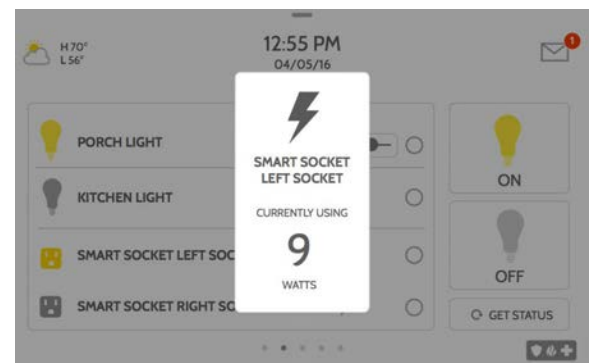 H 70°
L 56°
12:55 PM
04/05/16
1
SMART SOCKET
LEFT SOCKET
CURRENTLY USING
9
WATTS
PORCH LIGHT
KITCHEN LIGHT
SMART SOCKET LEFT SOC
SMART SOCKET RIGHT SO
ON
OFF
GET STATUS